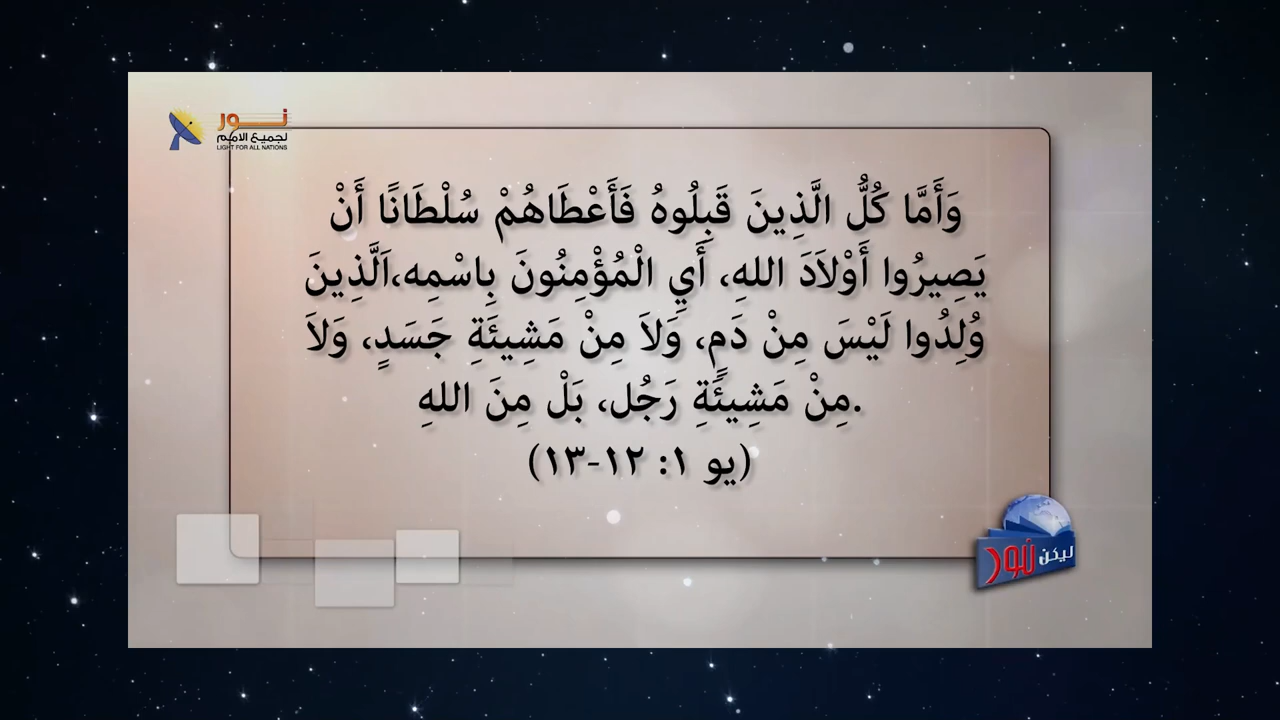 نور
لجميع الامم
LIGHT FOR ALL NATIONS
وَأَمَّا كُلُّ الَّذِينَ قَبِلُوهُ فَأَعْطَاهُمْ سُلْطَانًا أَنْ
يَصِيرُوا أَوْلاَدَ اللهِ، أَيِ الْمُؤْمِنُونَ بِاسْمِه،اَلَّذِينَ
وُلِدُوا لَيْسَ مِنْ دَمٍ، وَلاَ مِنْ مَشِيئَةِ جَسَدٍ، وَلاَ
.مِنْ مَشِيئَةِ رَجُل، بَلْ مِنَ اللهِ
(يو ١: ١٢-١٣)
ليكن نور